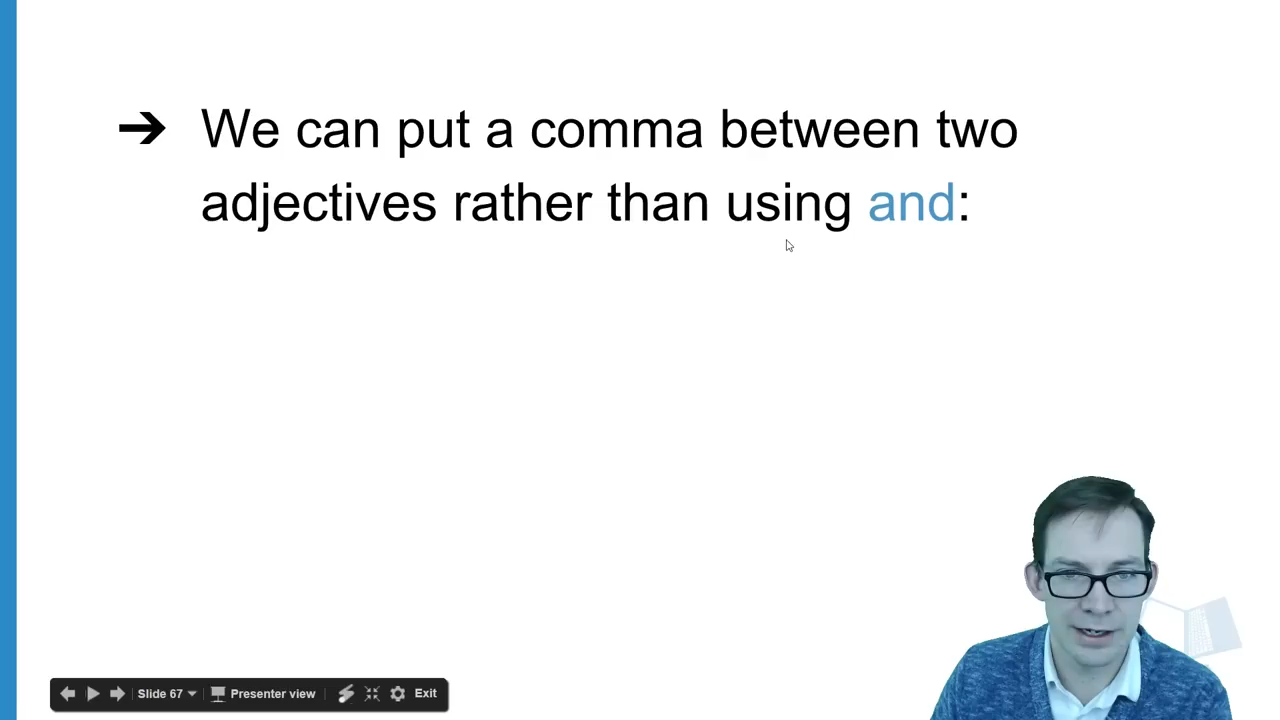 ➔ We can put a comma between two
adjectives rather than using and:
Slide 67
Presenter view
Exit